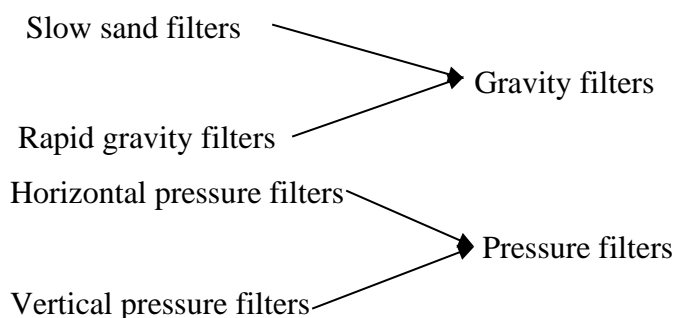 Slow sand filters
Gravity filters
Rapid gravity filters
Horizontal pressure filters
Pressure filters
Vertical pressure filters